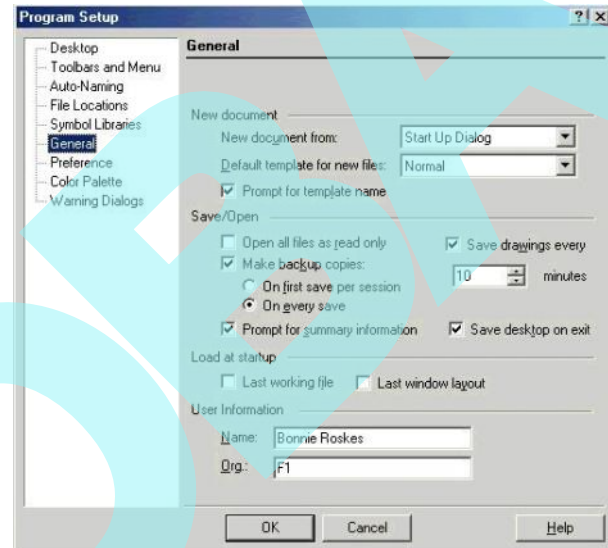 Program Setup
Desktop
Toolbars and Menu
Auto-Naming
File Locations
Symbol Libraries
General
Preference
Color Palette
Warning Dialogs
General
New document
New document from: Start Up Dialog
Default template for new files: Normal
Prompt for template name
Save/Open
Open all files as read only
Save drawings every
Make backup copies:
10 minutes
On first save per session
On every save
Prompt for summary information
Save desktop on exit
Load at startup
Last working file
Last window layout
User Information
Name: Bonnie Roskes
Org.: F1
OK
Cancel
Help